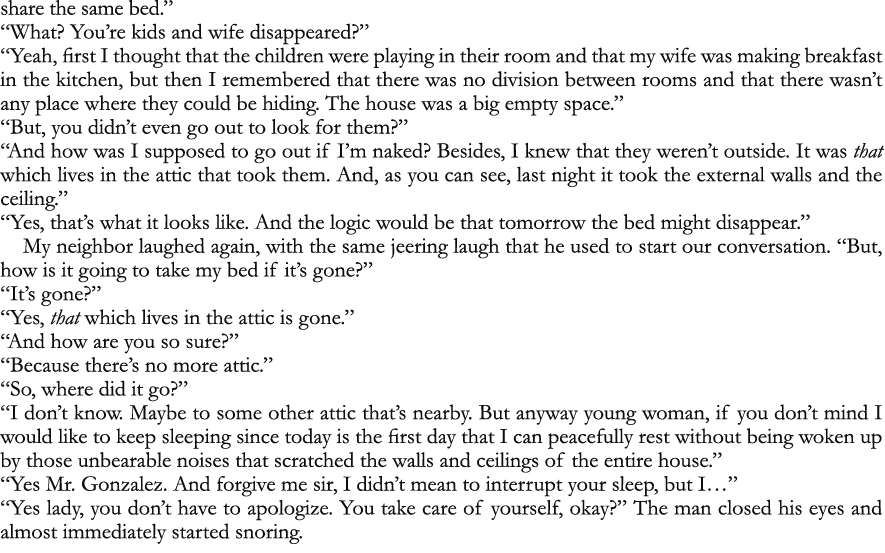 share the same bed.”
“What? You’re kids and wife disappeared?”
“Yeah, first I thought that the children were playing in their room and that my wife was making breakfast
in the kitchen, but then I remembered that there was no division between rooms and that there wasn’t
any place where they could be hiding. The house was a big empty space.”
“But, you didn’t even go out to look for them?”
“And how was I supposed to go out if I’m naked? Besides, I knew that they weren’t outside. It was that
which lives in the attic that took them. And, as you can see, last night it took the external walls and the
ceiling.”
“Yes, that’s what it looks like. And the logic would be that tomorrow the bed might disappear.”
My neighbor laughed again, with the same jeering laugh that he used to start our conversation. “But,
how is it going to take my bed if it’s gone?”
“It’s gone?”
“Yes, that which lives in the attic is gone.”
“And how are you so sure?”
“Because there’s no more attic.”
“So, where did it go?”
“I don’t know. Maybe to some other attic that’s nearby. But anyway young woman, if you don’t mind I
would like to keep sleeping since today is the first day that I can peacefully rest without being woken up
by those unbearable noises that scratched the walls and ceilings of the entire house.”
“Yes Mr. Gonzalez. And forgive me sir, I didn’t mean to interrupt your sleep, but I…”
“Yes lady, you don’t have to apologize. You take care of yourself, okay?” The man closed his eyes and
almost immediately started snoring.